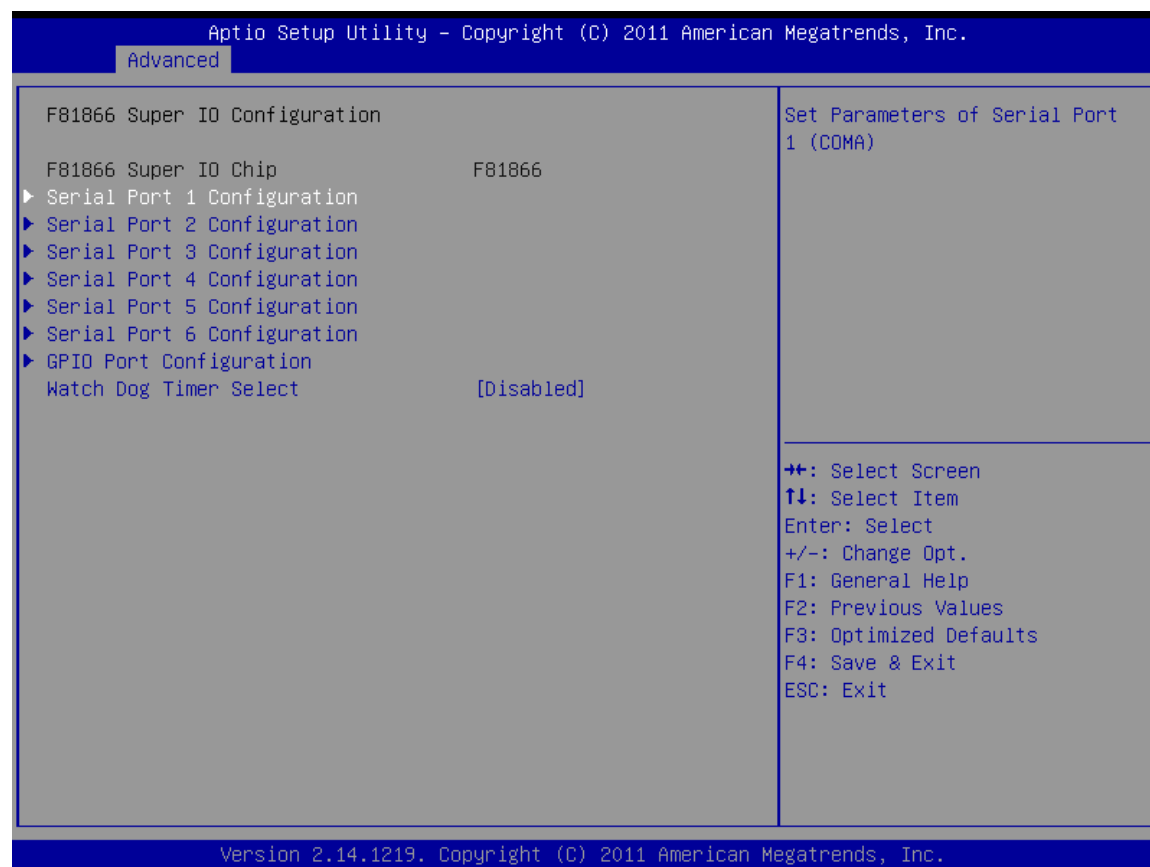 Aptio Setup Utility – Copyright (C) 2011 American Megatrends, Inc.
Advanced
F81866 Super IO Configuration
F81866 Super IO Chip F81866
▶ Serial Port 1 Configuration
▶ Serial Port 2 Configuration
▶ Serial Port 3 Configuration
▶ Serial Port 4 Configuration
▶ Serial Port 5 Configuration
▶ Serial Port 6 Configuration
▶ GPIO Port Configuration
Watch Dog Timer Select [Disabled]
Set Parameters of Serial Port
1 (COMA)
→←: Select Screen
↑↓: Select Item
Enter: Select
+/-: Change Opt.
F1: General Help
F2: Previous Values
F3: Optimized Defaults
F4: Save & Exit
ESC: Exit
Version 2.14.1219. Copyright (C) 2011 American Megatrends, Inc.